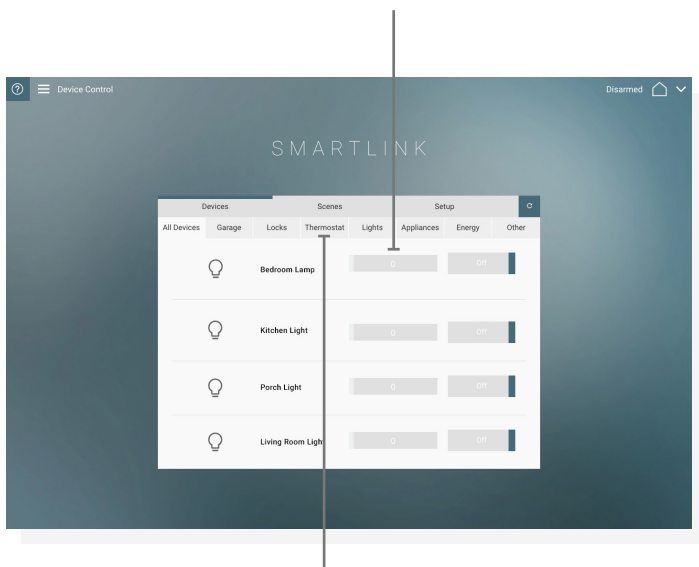 ? Device Control Disarmed
SMARTLINK
Devices Scenes Setup
All Devices Garage Locks Thermostat Lights Appliances Energy Other
Bedroom Lamp 0 Off
Kitchen Light 0 Off
Porch Light 0 Off
Living Room Light 0 Off